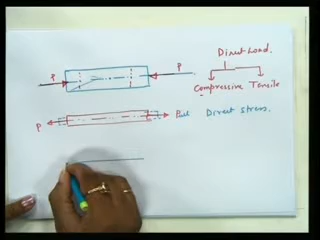 Direct Load.
P P
Compressive Tensile
P Pull Direct stress.